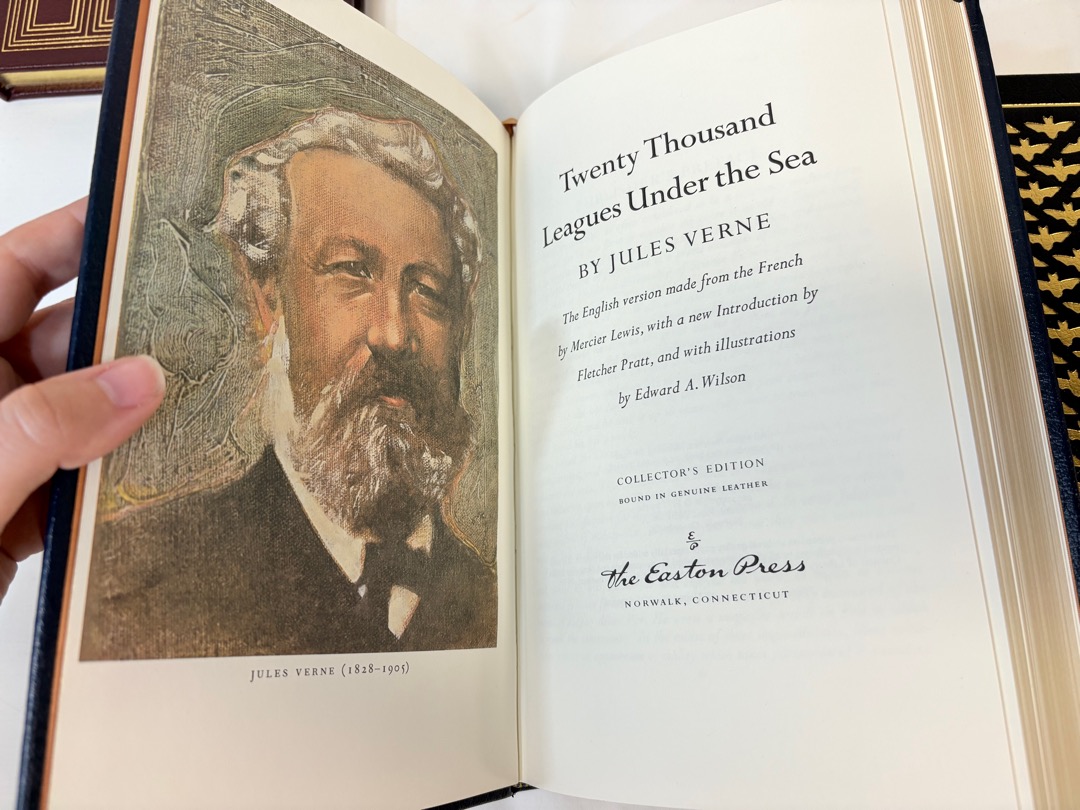 JULES VERNE (1828–1905)
Twenty Thousand
Leagues Under the Sea
BY JULES VERNE
The English version made from the French
by Mercier Lewis, with a new Introduction by
Fletcher Pratt, and with illustrations
by Edward A. Wilson
COLLECTOR'S EDITION
BOUND IN GENUINE LEATHER
E
P
The Easton Press
NORWALK, CONNECTICUT